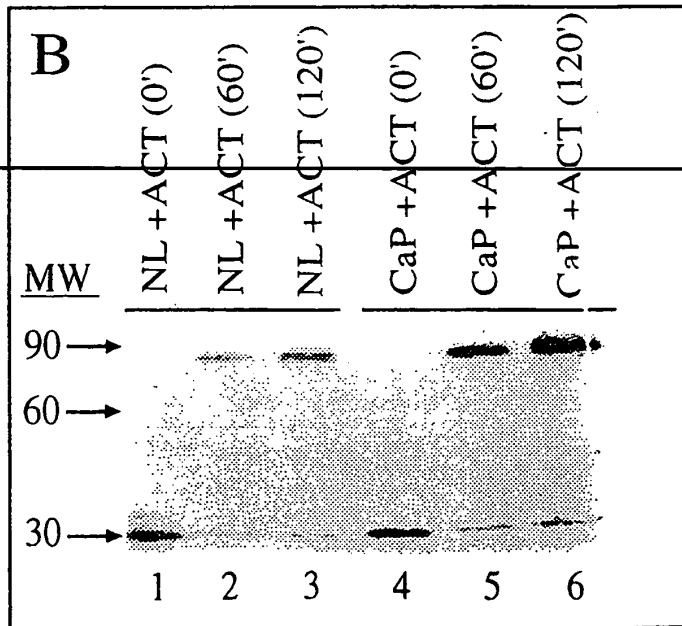 B
NL +ACT (0')
NL +ACT (60')
NL +ACT (120')
CaP +ACT (0')
CaP +ACT (60')
CaP +ACT (120')
MW
90
60
30
1 2 3 4 5 6